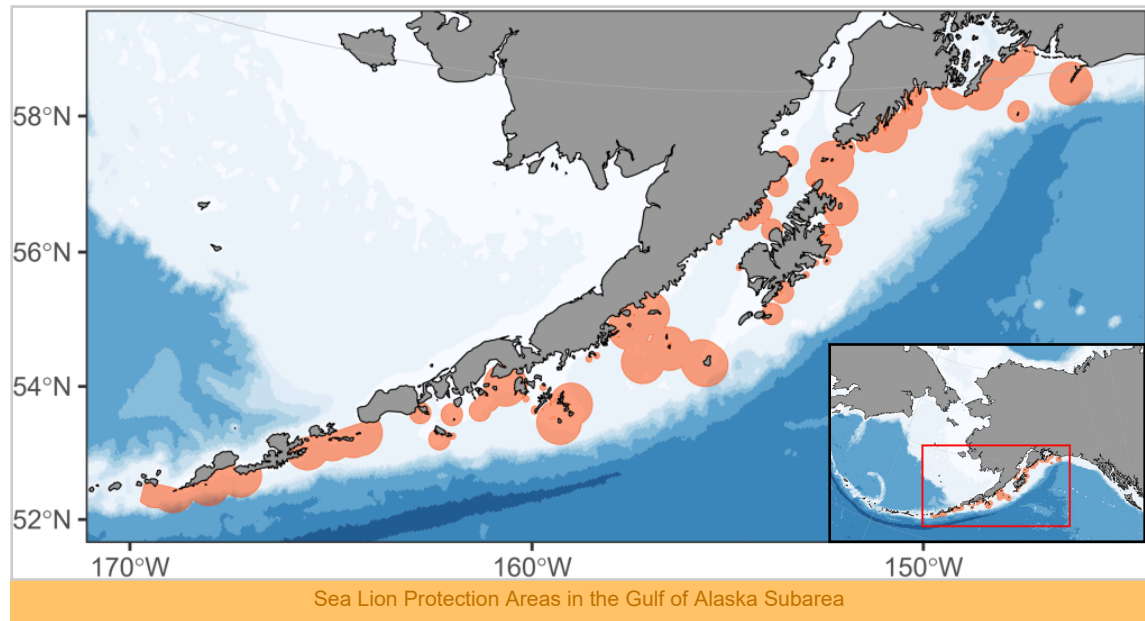 58°N
56°N
54°N
52°N
170°W 160°W 150°W
Sea Lion Protection Areas in the Gulf of Alaska Subarea